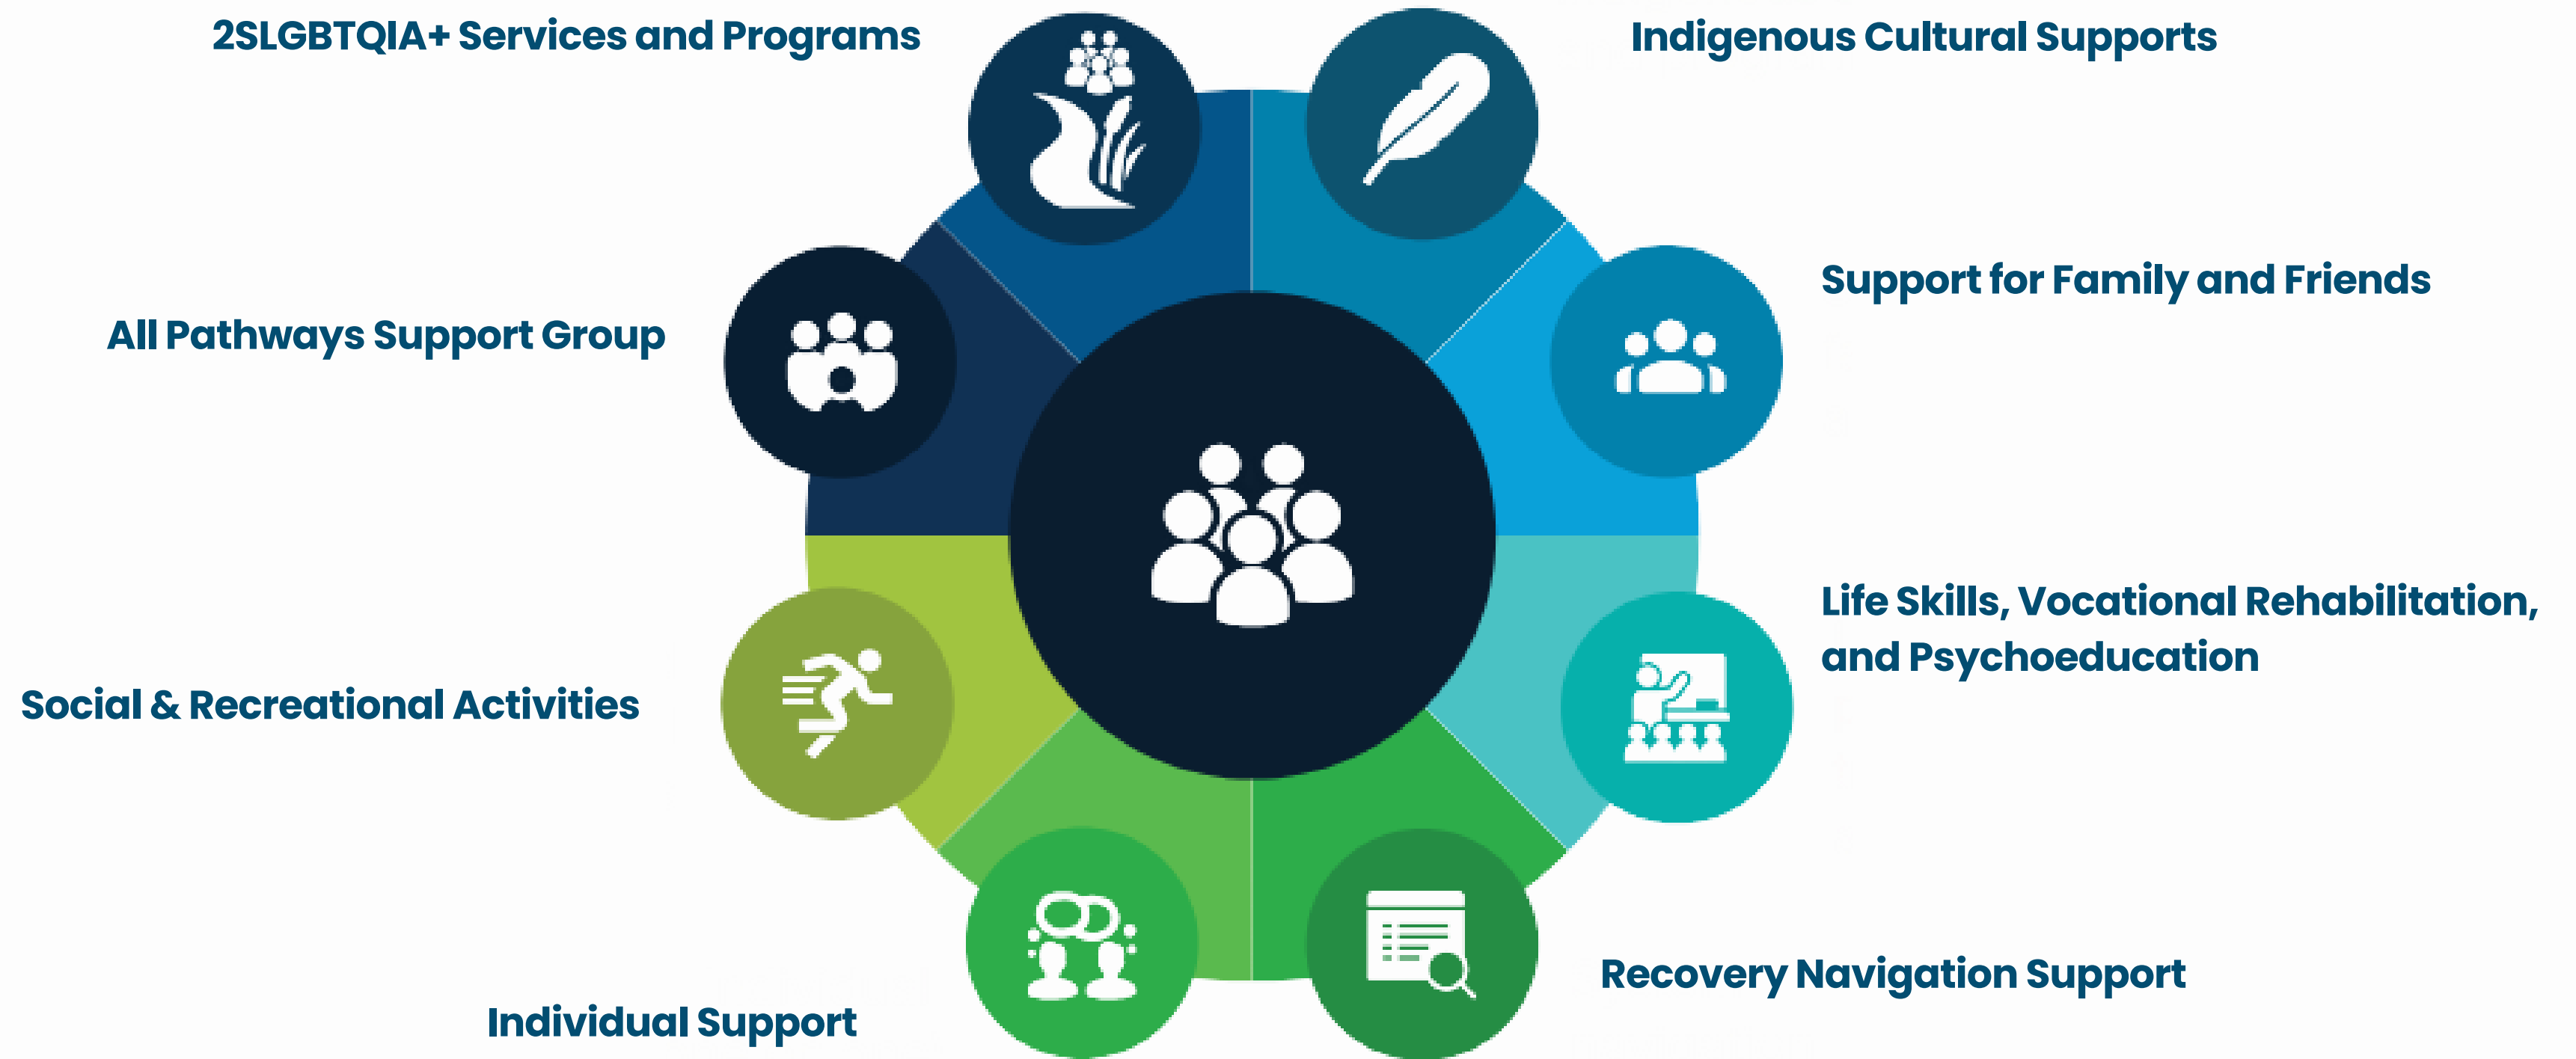 2SLGBTQIA+ Services and Programs
Indigenous Cultural Supports
Support for Family and Friends
All Pathways Support Group
Life Skills, Vocational Rehabilitation,
and Psychoeducation
Social & Recreational Activities
Recovery Navigation Support
Individual Support